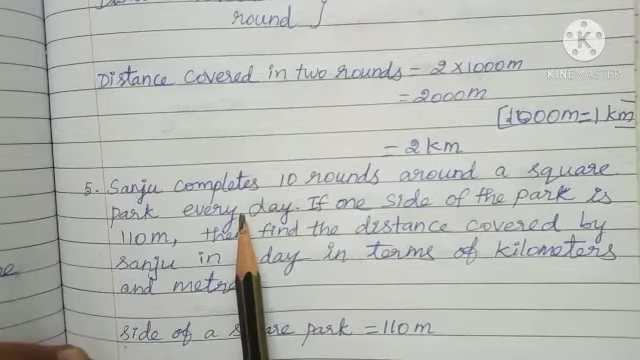 round }
K
KINEMASTER
Distance covered in two rounds = 2 x 1000m
= 2000m
[1000m = 1 km
= 2 km
5. Sanju completes 10 rounds around a square
park every day. If one side of the park is
110m, then find the distance covered by
Sanju in day in terms of kilometers
and
side of a square park = 110m